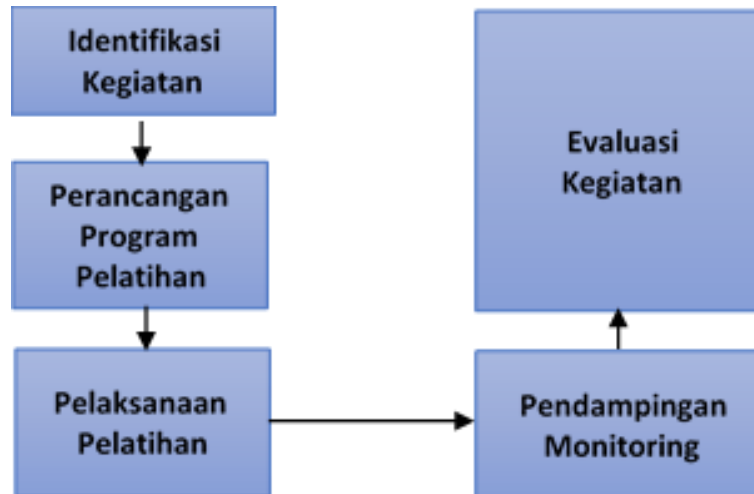 Identifikasi
Kegiatan
Perancangan
Program
Pelatihan
Pelaksanaan
Pelatihan
Pendampingan
Monitoring
Evaluasi
Kegiatan